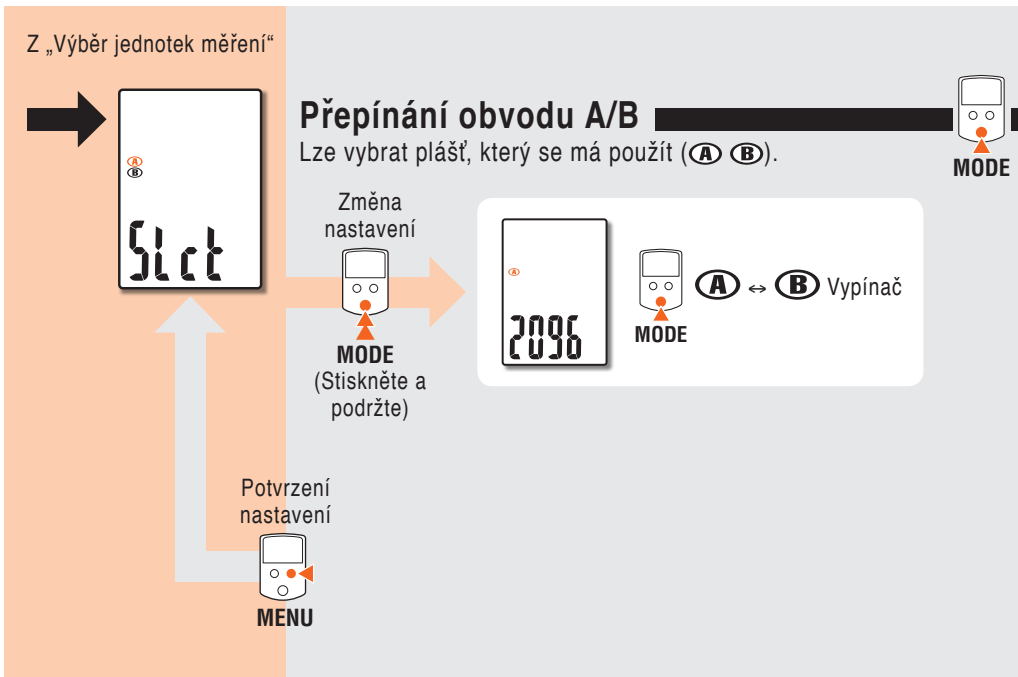 Z „Výběr jednotek měření“
A
B
Slct
Přepínání obvodu A/B
Lze vybrat plášť, který se má použít (A B).
MODE
Změna
nastavení
MODE
(Stiskněte a
podržte)
A
2096
MODE
A ↔ B Vypínač
Potvrzení
nastavení
MENU